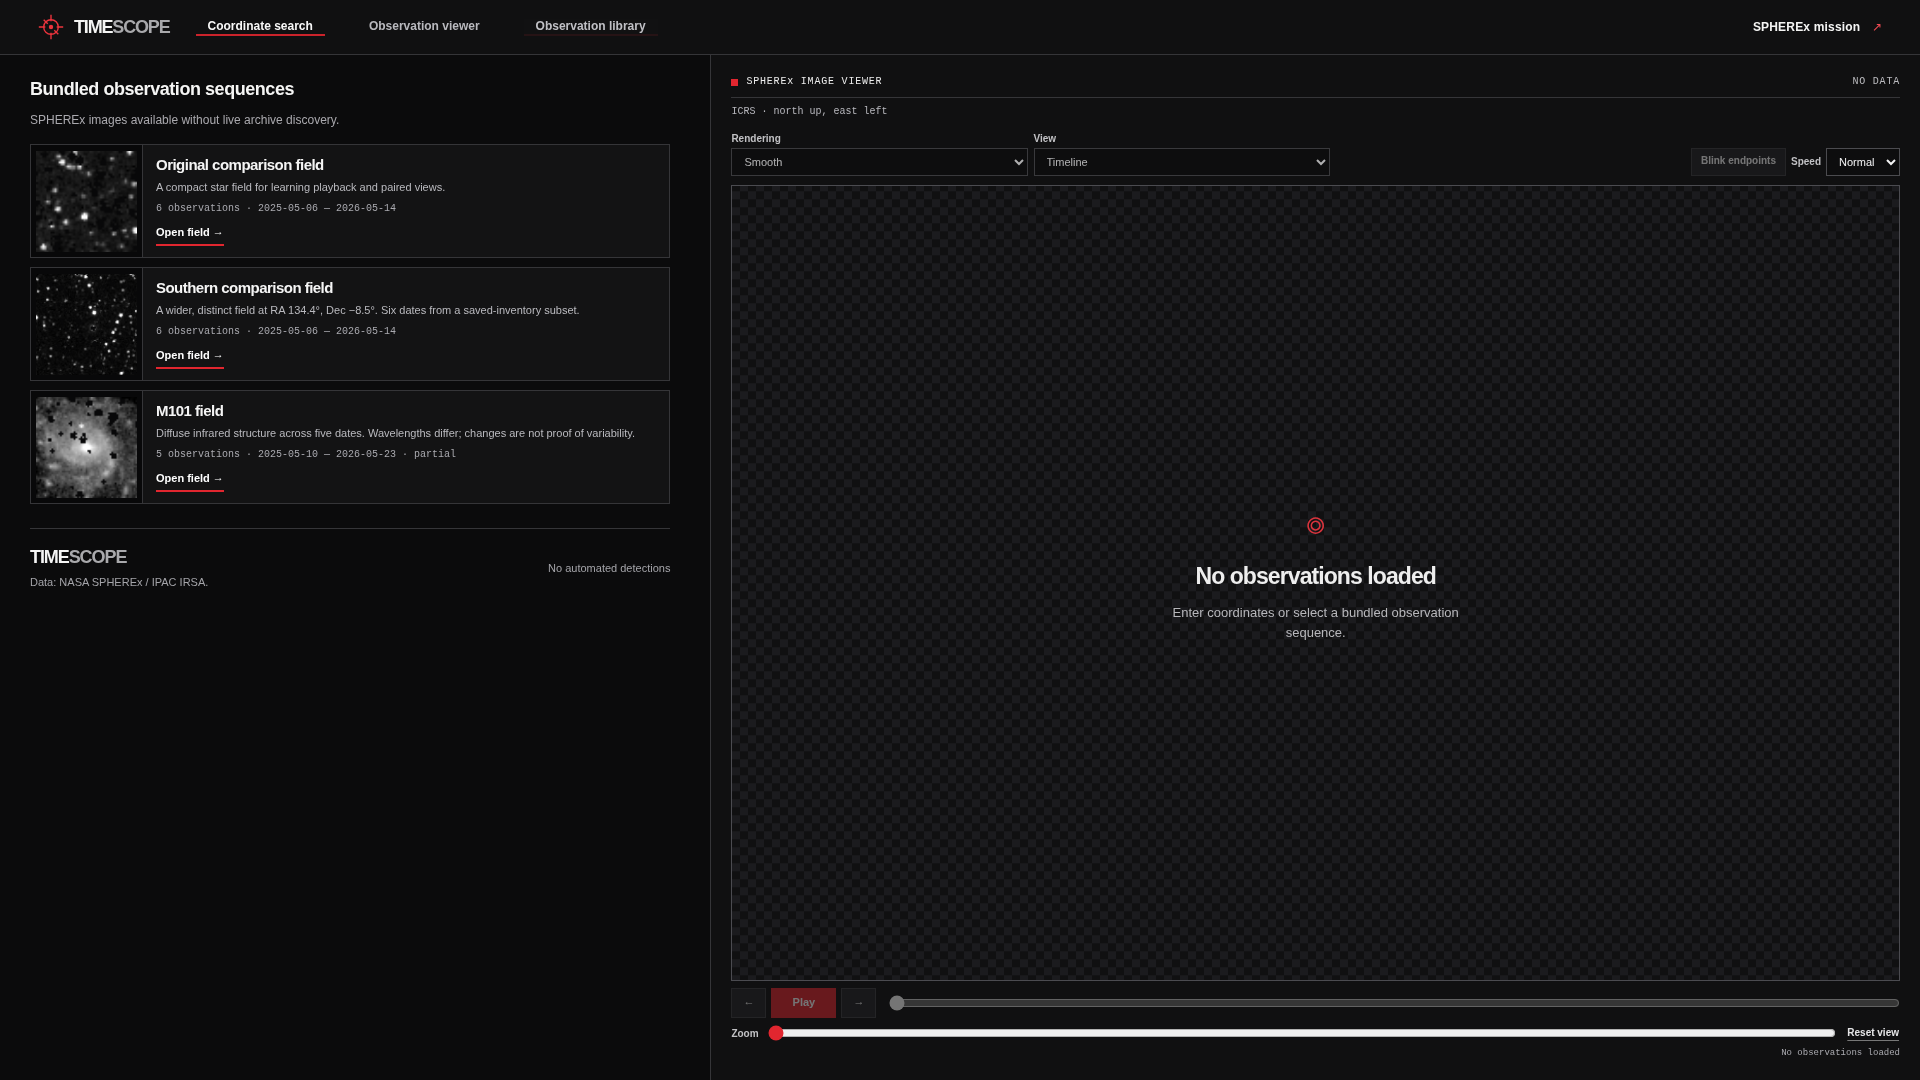 TIMESCOPE
Coordinate search
Observation viewer
Observation library
SPHEREx mission ↗
Bundled observation sequences
SPHEREx images available without live archive discovery.
Original comparison field
A compact star field for learning playback and paired views.
6 observations · 2025-05-06 — 2026-05-14
Open field →
Southern comparison field
A wider, distinct field at RA 134.4°, Dec −8.5°. Six dates from a saved-inventory subset.
6 observations · 2025-05-06 — 2026-05-14
Open field →
M101 field
Diffuse infrared structure across five dates. Wavelengths differ; changes are not proof of variability.
5 observations · 2025-05-10 — 2026-05-23 · partial
Open field →
TIMESCOPE
Data: NASA SPHEREx / IPAC IRSA.
No automated detections
SPHEREx IMAGE VIEWER
NO DATA
ICRS · north up, east left
Rendering
Smooth
View
Timeline
Blink endpoints
Speed
Normal
No observations loaded
Enter coordinates or select a bundled observation
sequence.
←
Play
→
Zoom
Reset view
No observations loaded